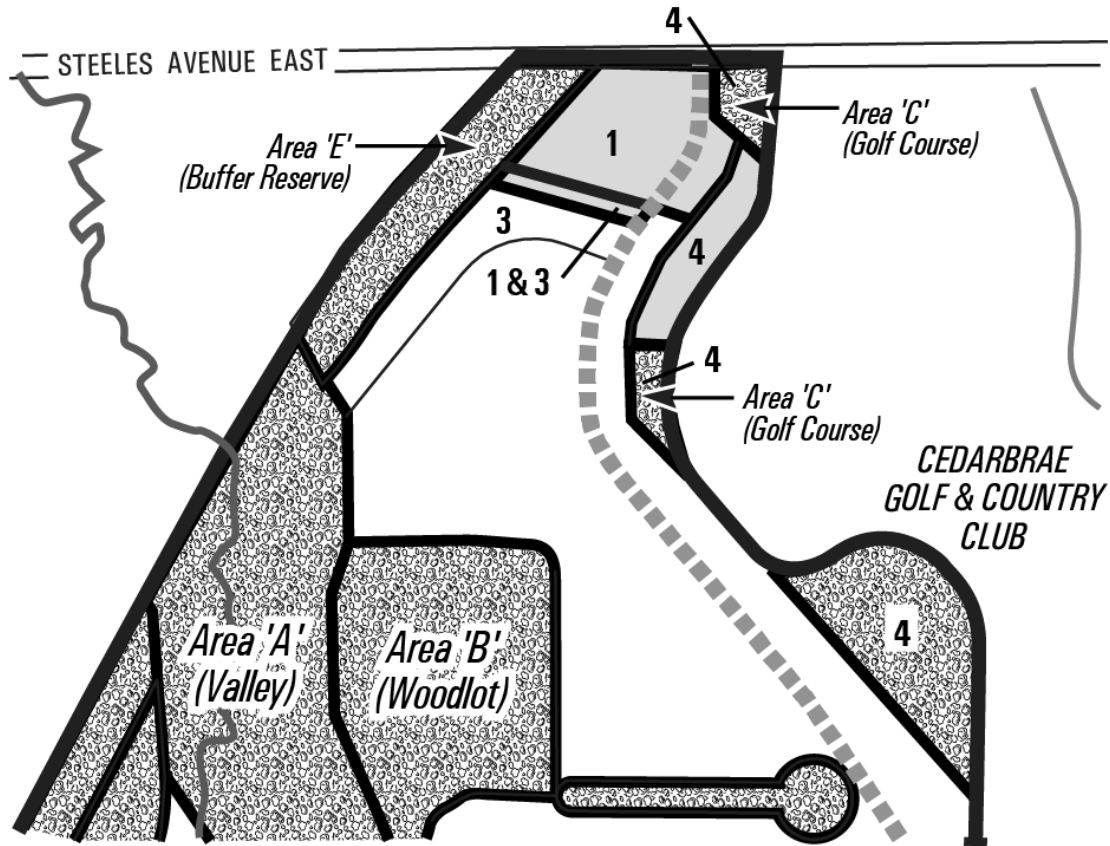 4
STEELES AVENUE EAST
Area 'E'
(Buffer Reserve)
1
Area 'C'
(Golf Course)
3
4
1 & 3
4
Area 'C'
(Golf Course)
CEDARBRAE
GOLF & COUNTRY
CLUB
Area 'A'
(Valley)
Area 'B'
(Woodlot)
4